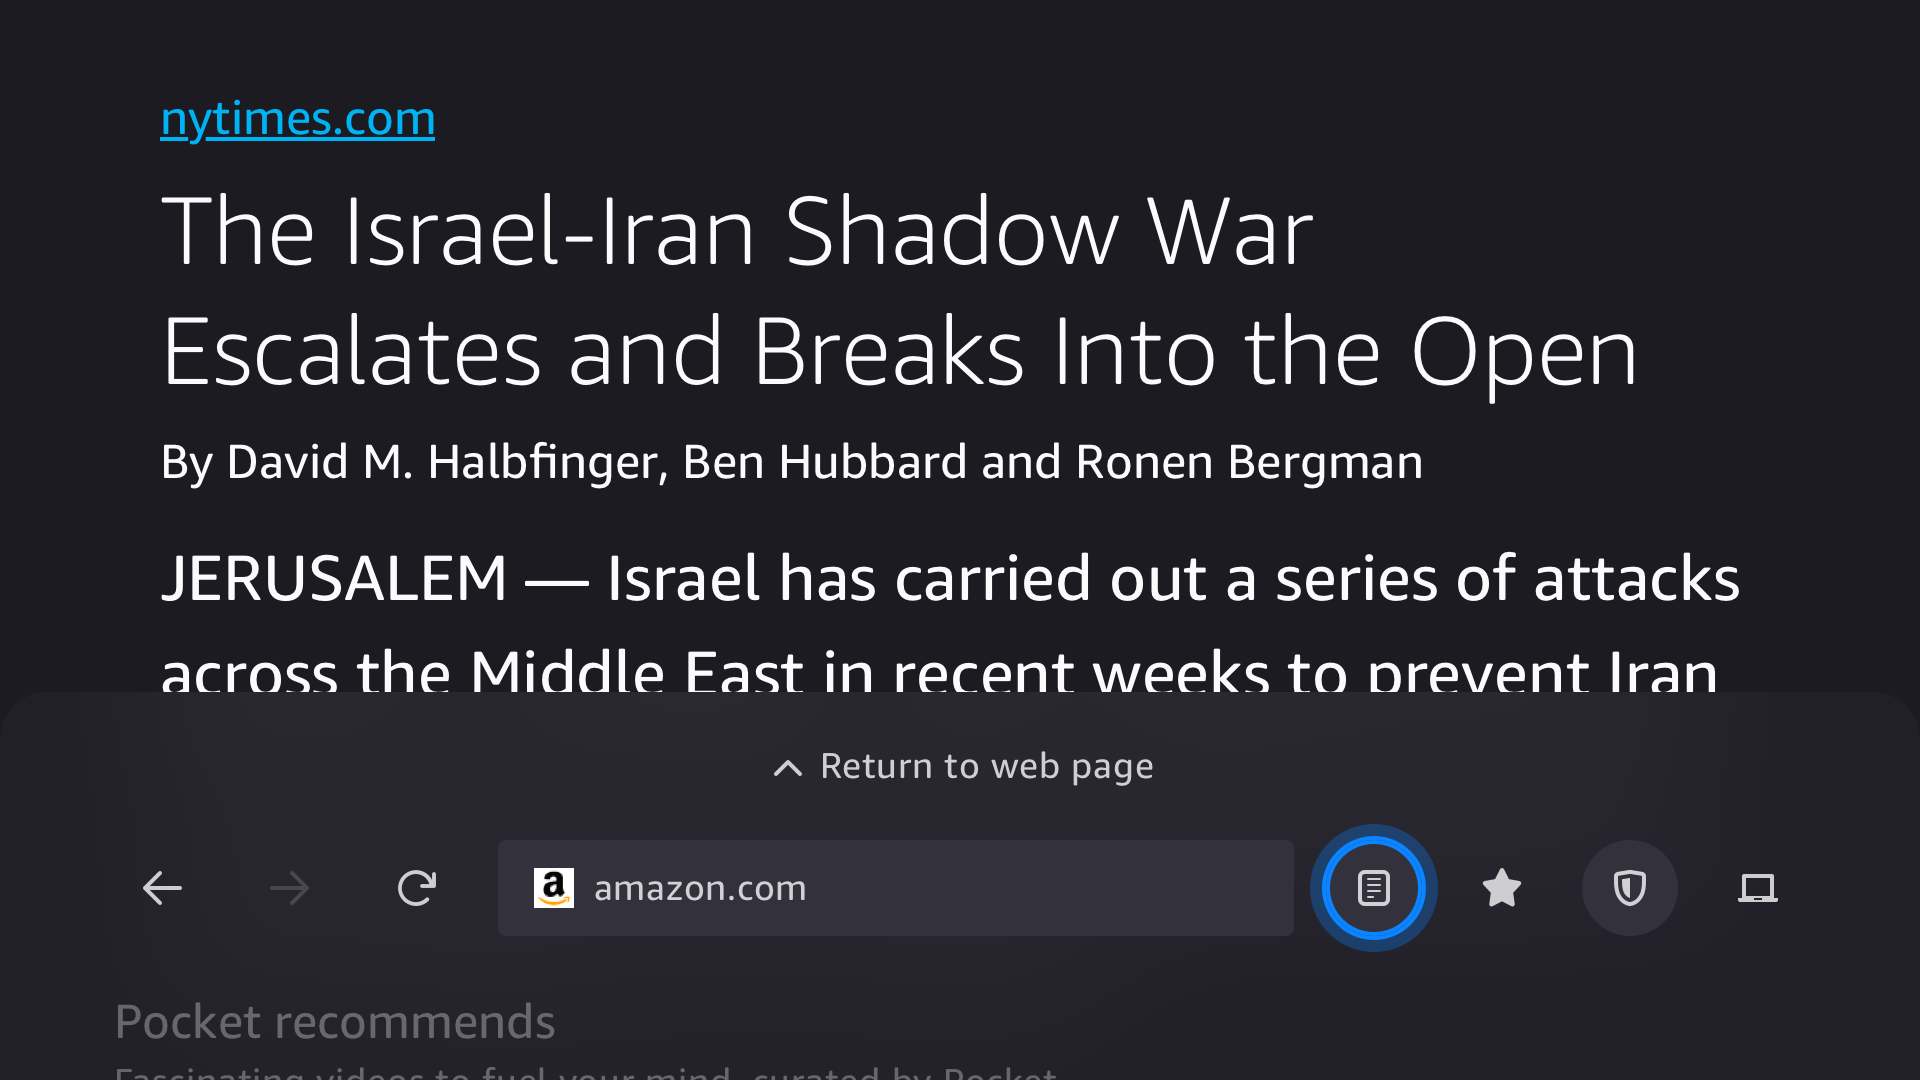 nytimes.com
The Israel-Iran Shadow War
Escalates and Breaks Into the Open
By David M. Halbfinger, Ben Hubbard and Ronen Bergman
JERUSALEM — Israel has carried out a series of attacks
across the Middle East in recent weeks to prevent Iran
Return to web page
a amazon.com
Pocket recommends
Fascinating videos to fuel your mind, curated by Pocket